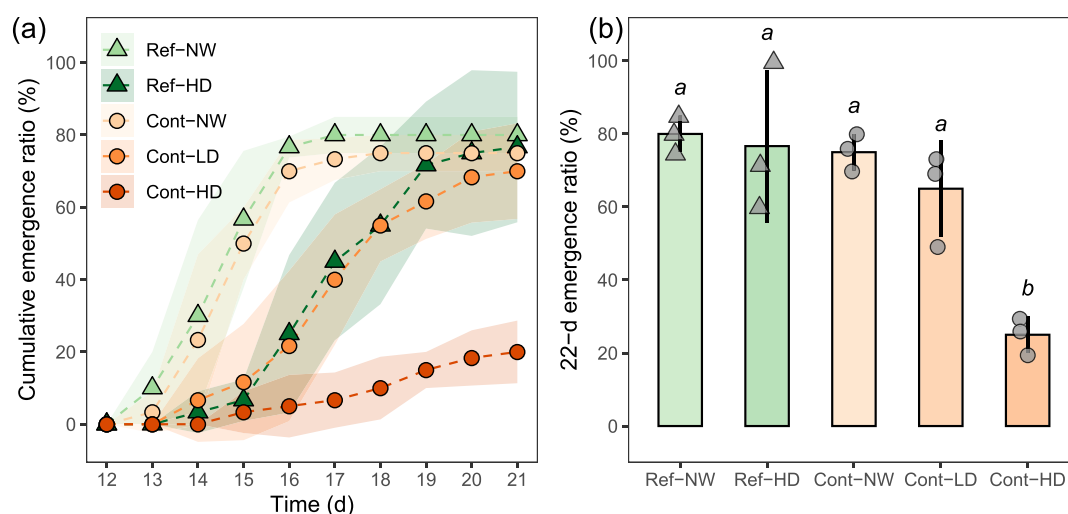 (a)
Cumulative emergence ratio (%)
100
80
60
40
20
0
Ref−NW
Ref−HD
Cont−NW
Cont−LD
Cont−HD
12 13 14 15 16 17 18 19 20 21
Time (d)
(b)
22−d emergence ratio (%)
100
80
60
40
20
0
a
a
a
a
b
Ref−NW Ref−HD Cont−NW Cont−LD Cont−HD